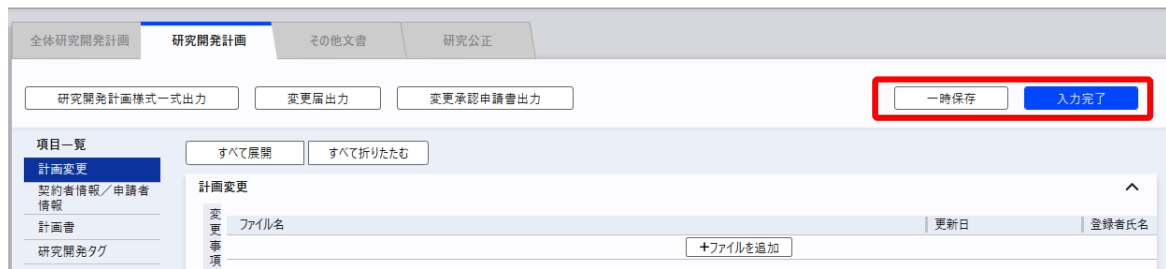 全体研究開発計画 研究開発計画 その他文書 研究公正
研究開発計画様式一式出力 変更届出力 変更承認申請書出力 一時保存 入力完了
項目一覧
すべて展開 すべて折りたたむ
計画変更
計画変更
契約者情報／申請者
情報
計画書
研究開発タグ
変更事項
ファイル名 更新日 登録者氏名
+ファイルを追加